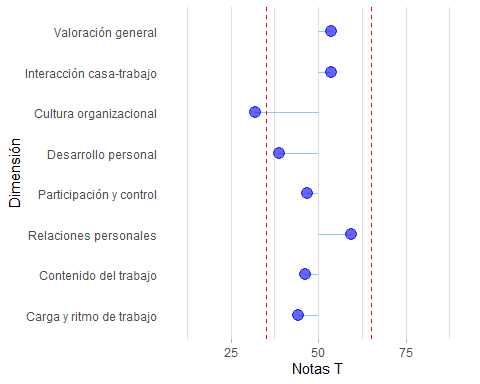 Valoración general
Interacción casa-trabajo
Cultura organizacional
Desarrollo personal
Participación y control
Relaciones personales
Contenido del trabajo
Carga y ritmo de trabajo
Dimensión
25 50 75
Notas T